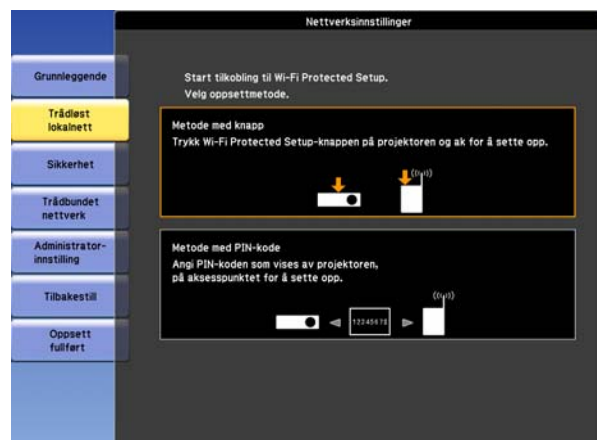 Nettverksinnstillinger
Grunnleggende
Trådløst
lokalnett
Sikkerhet
Trådbundet
nettverk
Administrator-
innstilling
Tilbakestill
Oppsett
fullført
Start tilkobling til Wi-Fi Protected Setup.
Velg oppsettmetode.
Metode med knapp
Trykk Wi-Fi Protected Setup-knappen på projektoren og ak for å sette opp.
Metode med PIN-kode
Angi PIN-koden som vises av projektoren,
på aksesspunktet for å sette opp.